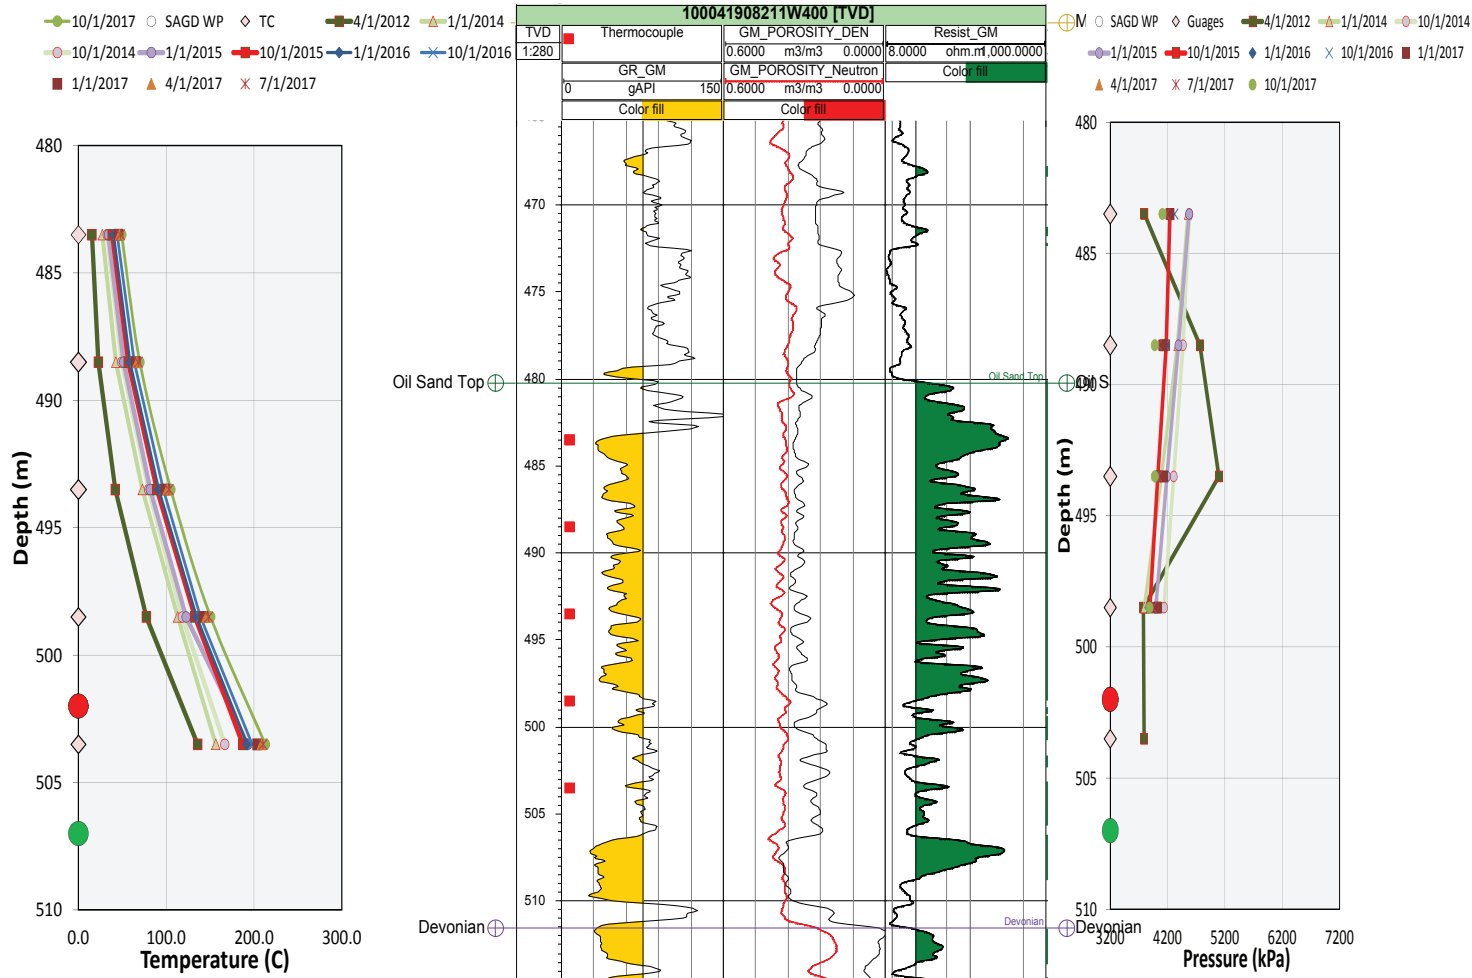 10/1/2017 SAGD WP TC 4/1/2012 1/1/2014
10/1/2014 1/1/2015 10/1/2015 1/1/2016 10/1/2016
1/1/2017 4/1/2017 7/1/2017
480
485
490
495
500
505
510
0.0 100.0 200.0 300.0
Depth (m)
Temperature (C)
Oil Sand Top
Devonian
100041908211W400 [TVD]
TVD Thermocouple GM_POROSITY_DEN Resist_GM
1:280 0.6000 m3/m3 0.0000 8.0000 ohm.m 1,000.0000
GR_GM GM_POROSITY_Neutron Color fill
0 gAPI 150 0.6000 m3/m3 0.0000
Color fill Color fill
470
475
480
485
490
495
500
505
510
Oil Sand Top
Devonian
M
Oil S
Devonian
SAGD WP Guages 4/1/2012 1/1/2014 10/1/2014
1/1/2015 10/1/2015 1/1/2016 10/1/2016 1/1/2017
4/1/2017 7/1/2017 10/1/2017
480
490
495
500
505
510
3200 4200 5200 6200 7200
Depth (m)
Pressure (kPa)